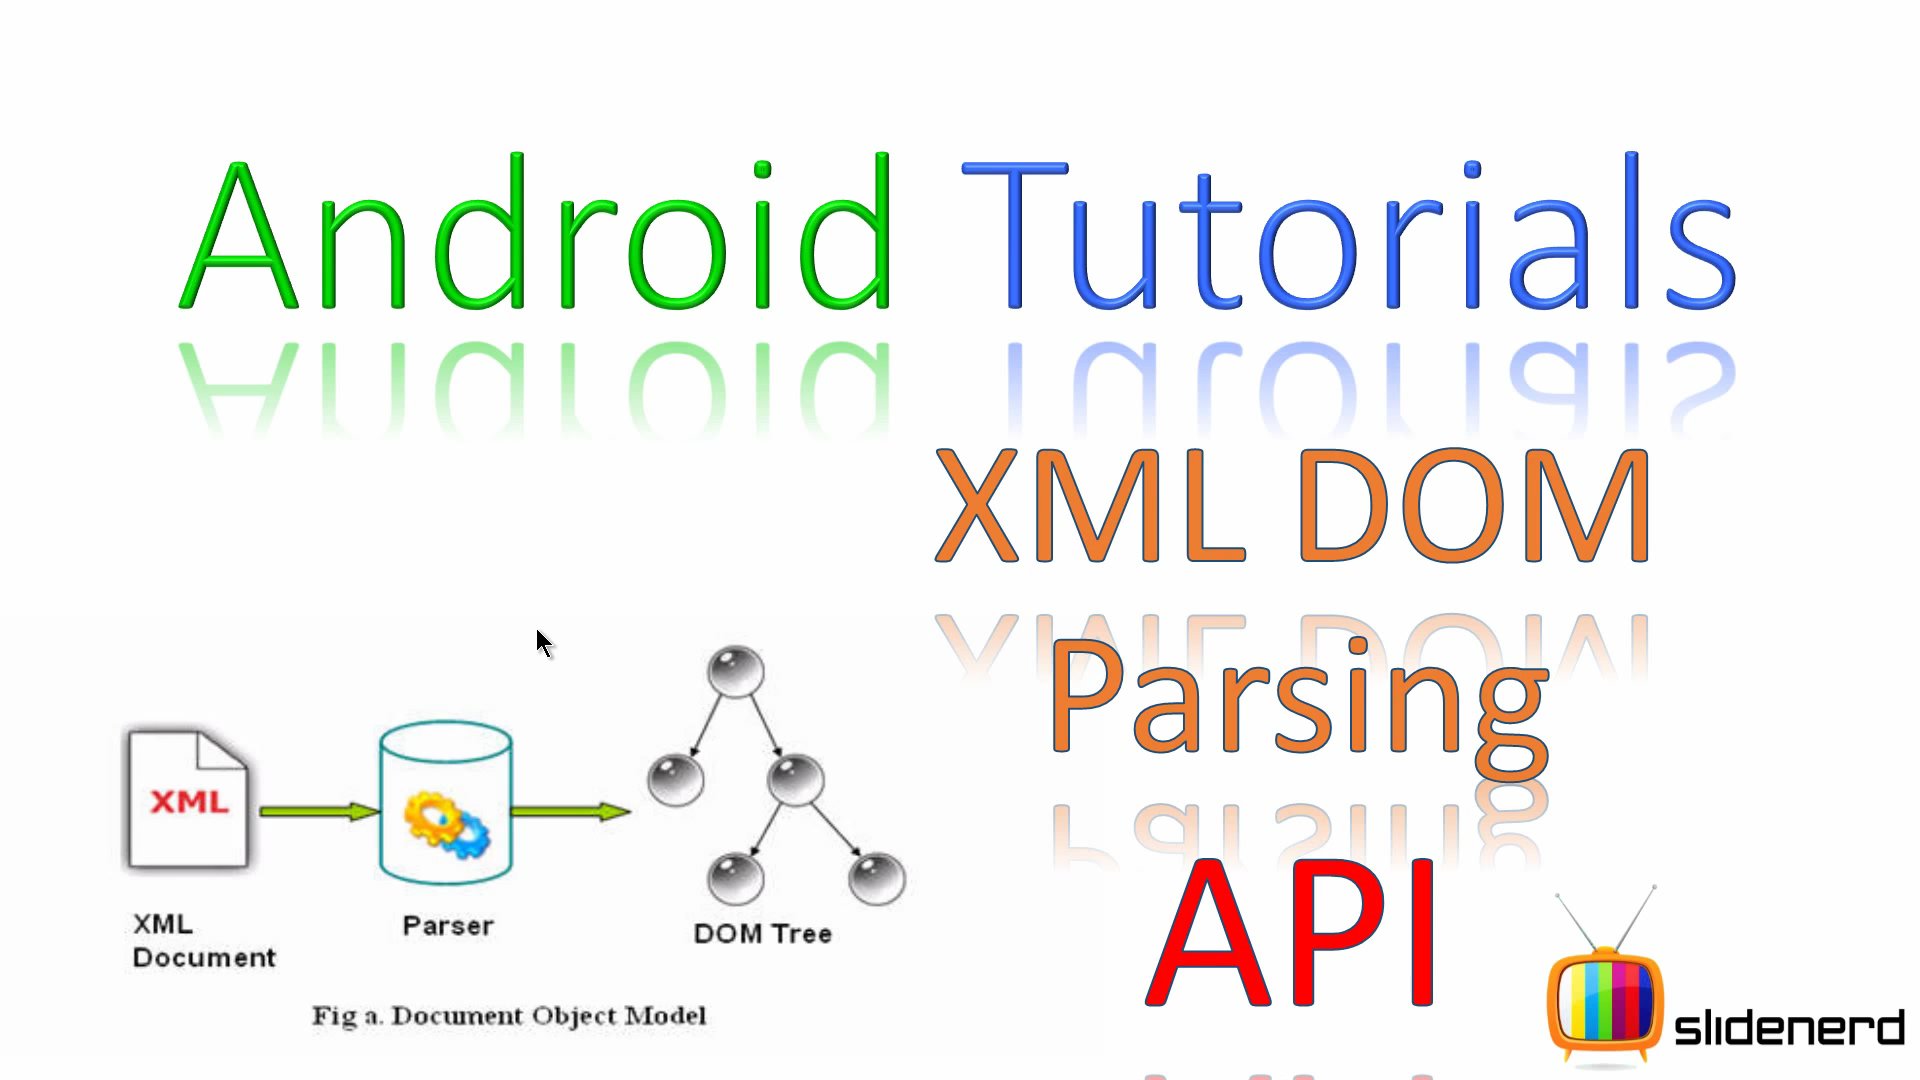 Android Tutorials
XML DOM
Parsing
API
XML
XML
Document
Parser
DOM Tree
Fig a. Document Object Model
slidenerd